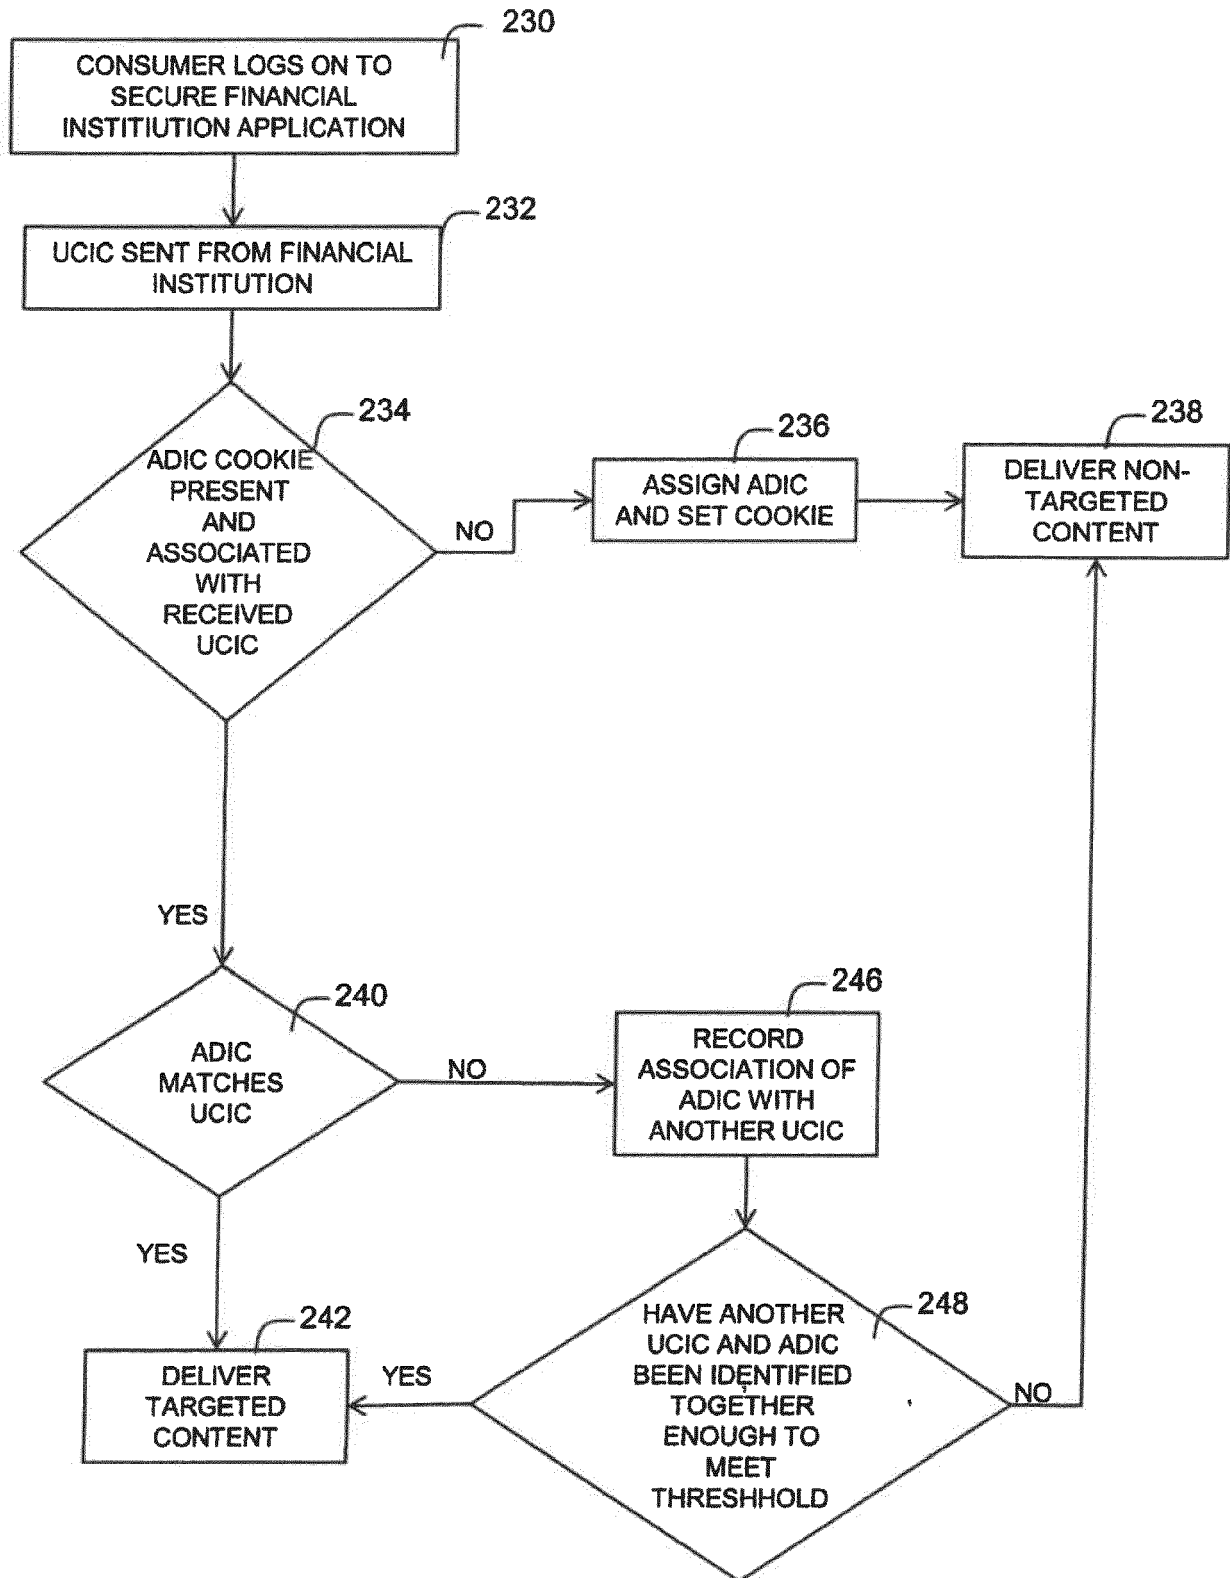 230
CONSUMER LOGS ON TO
SECURE FINANCIAL
INSTITIUTION APPLICATION
232
UCIC SENT FROM FINANCIAL
INSTITUTION
234
ADIC COOKIE
PRESENT
AND
ASSOCIATED
WITH
RECEIVED
UCIC
NO
236
ASSIGN ADIC
AND SET COOKIE
238
DELIVER NON-
TARGETED
CONTENT
YES
240
ADIC
MATCHES
UCIC
NO
246
RECORD
ASSOCIATION OF
ADIC WITH
ANOTHER UCIC
YES
242
DELIVER
TARGETED
CONTENT
YES
248
HAVE ANOTHER
UCIC AND ADIC
BEEN IDENTIFIED
TOGETHER
ENOUGH TO
MEET
THRESHHOLD
NO